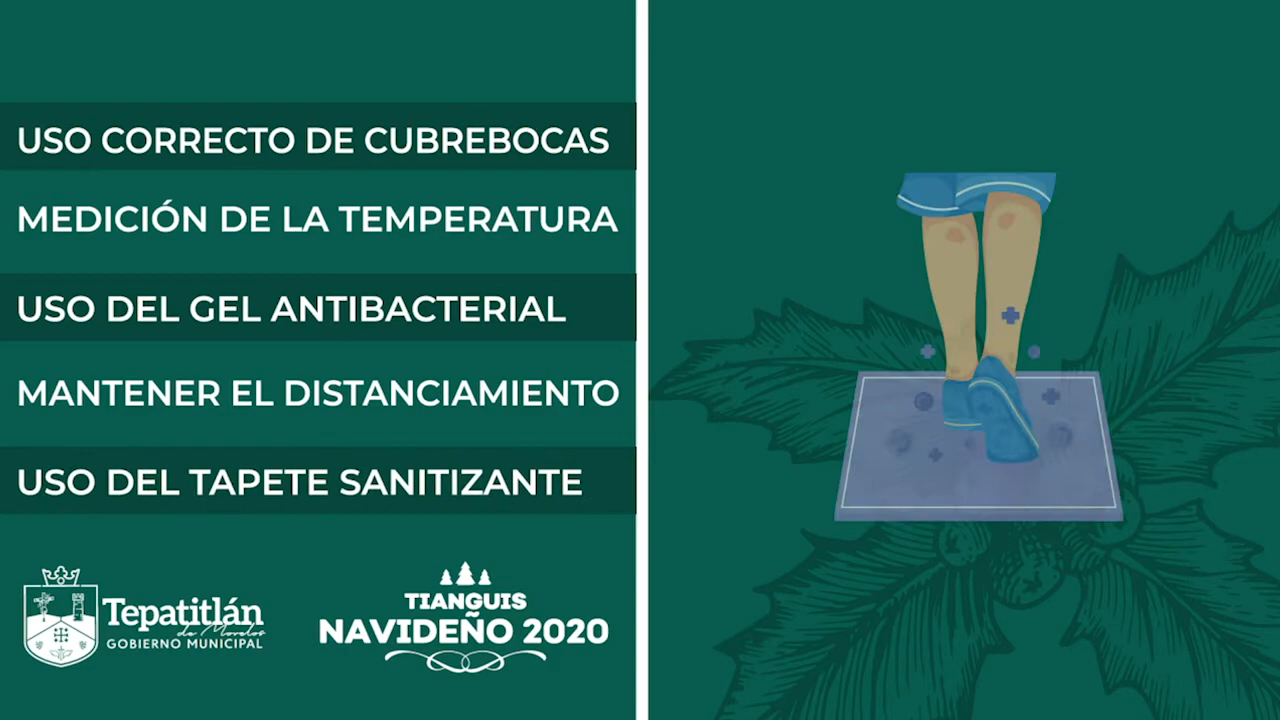 USO CORRECTO DE CUBREBOCAS
MEDICIÓN DE LA TEMPERATURA
USO DEL GEL ANTIBACTERIAL
MANTENER EL DISTANCIAMIENTO
USO DEL TAPETE SANITIZANTE
Tepatitlán
de Morelos
GOBIERNO MUNICIPAL
TIANGUIS
NAVIDEÑO 2020